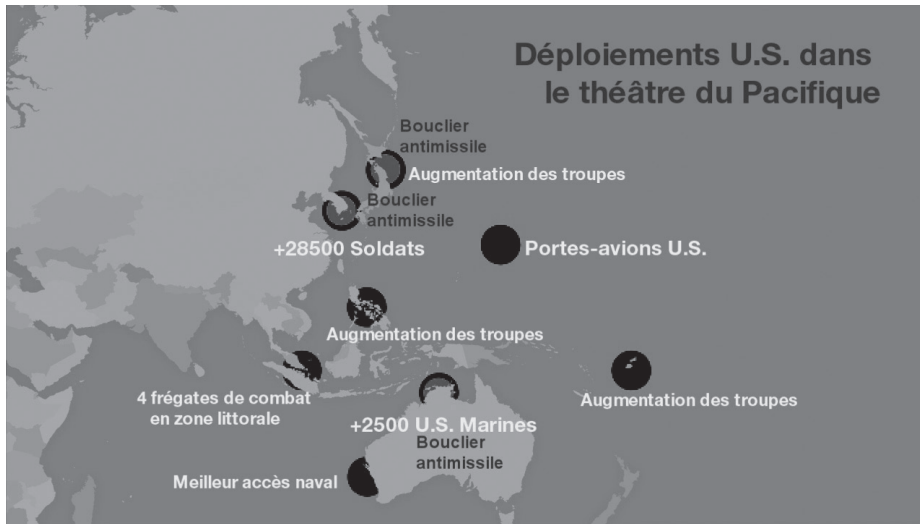 Déploiements U.S. dans
le théâtre du Pacifique
Bouclier
antimissile
Augmentation des troupes
Bouclier
antimissile
+28500 Soldats
Portes-avions U.S.
Augmentation des troupes
4 frégates de combat
en zone littorale
Augmentation des troupes
+2500 U.S. Marines
Bouclier
antimissile
Meilleur accès naval